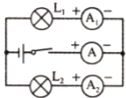 L₁ + A₁ −
+ A −
L₂ + A₂ −